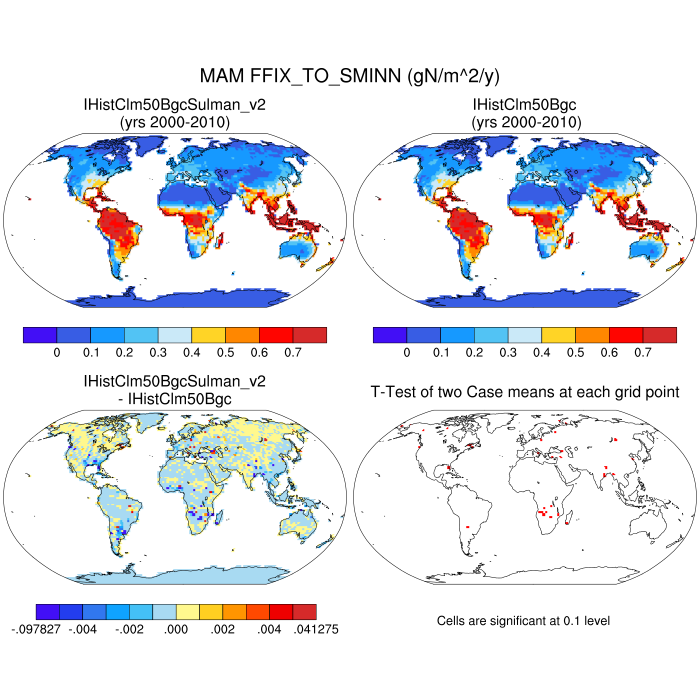 MAM FFIX_TO_SMINN (gN/m^2/y)
IHistClm50BgcSulman_v2
(yrs 2000-2010)
IHistClm50Bgc
(yrs 2000-2010)
0 0.1 0.2 0.3 0.4 0.5 0.6 0.7
0 0.1 0.2 0.3 0.4 0.5 0.6 0.7
IHistClm50BgcSulman_v2
- IHistClm50Bgc
T-Test of two Case means at each grid point
-.097827 -.004 -.002 .000 .002 .004 .041275
Cells are significant at 0.1 level